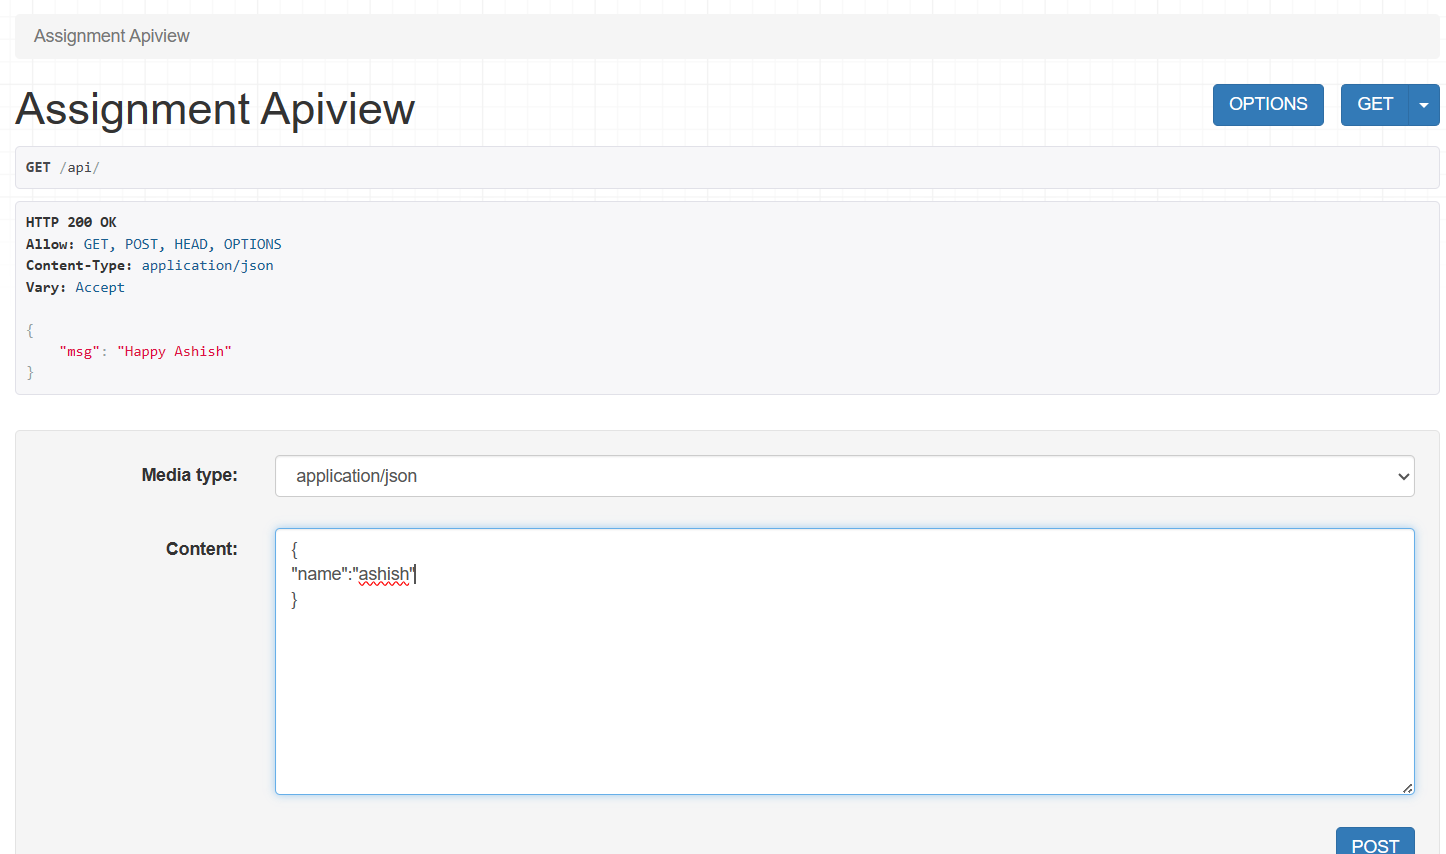 Assignment Apiview
Assignment Apiview
OPTIONS
GET
GET /api/
HTTP 200 OK
Allow: GET, POST, HEAD, OPTIONS
Content-Type: application/json
Vary: Accept
{
"msg": "Happy Ashish"
}
Media type:
application/json
Content:
{
"name":"ashish"
}
POST